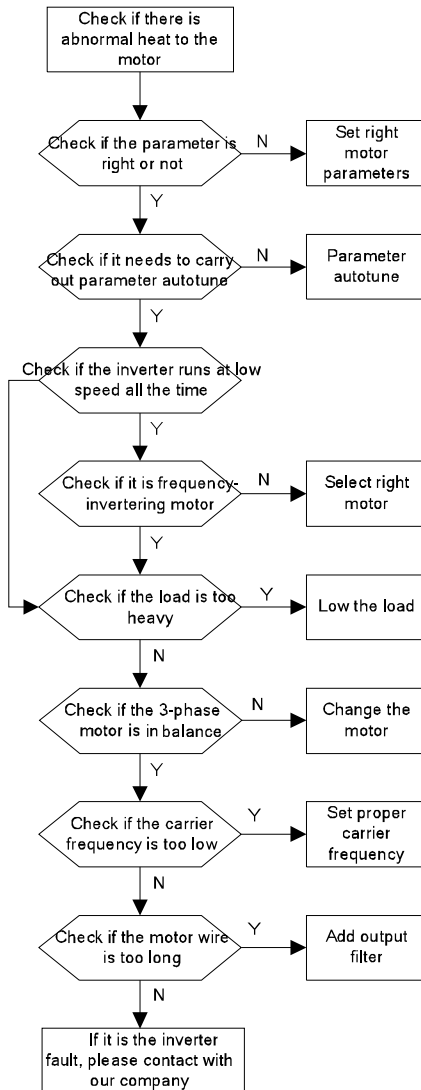 Check if there is
abnormal heat to the
motor
Check if the parameter is
right or not
N
Set right
motor
parameters
Y
Check if it needs to carry
out parameter autotune
N
Parameter
autotune
Y
Check if the inverter runs at low
speed all the time
Y
Check if it is frequency-
invertering motor
N
Select right
motor
Y
Check if the load is too
heavy
Y
Low the load
N
Check if the 3-phase
motor is in balance
N
Change the
motor
Y
Check if the carrier
frequency is too low
Y
Set proper
carrier
frequency
N
Check if the motor wire
is too long
Y
Add output
filter
N
If it is the inverter
fault, please contact with
our company